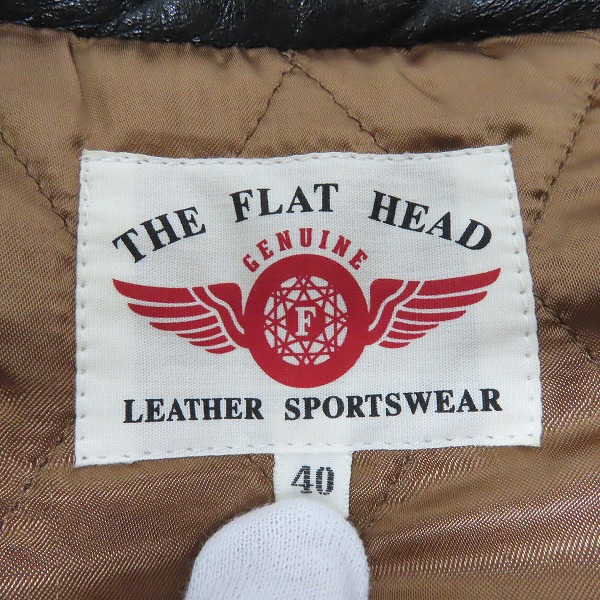 THE FLAT HEAD
GENUINE
F
LEATHER SPORTSWEAR
40